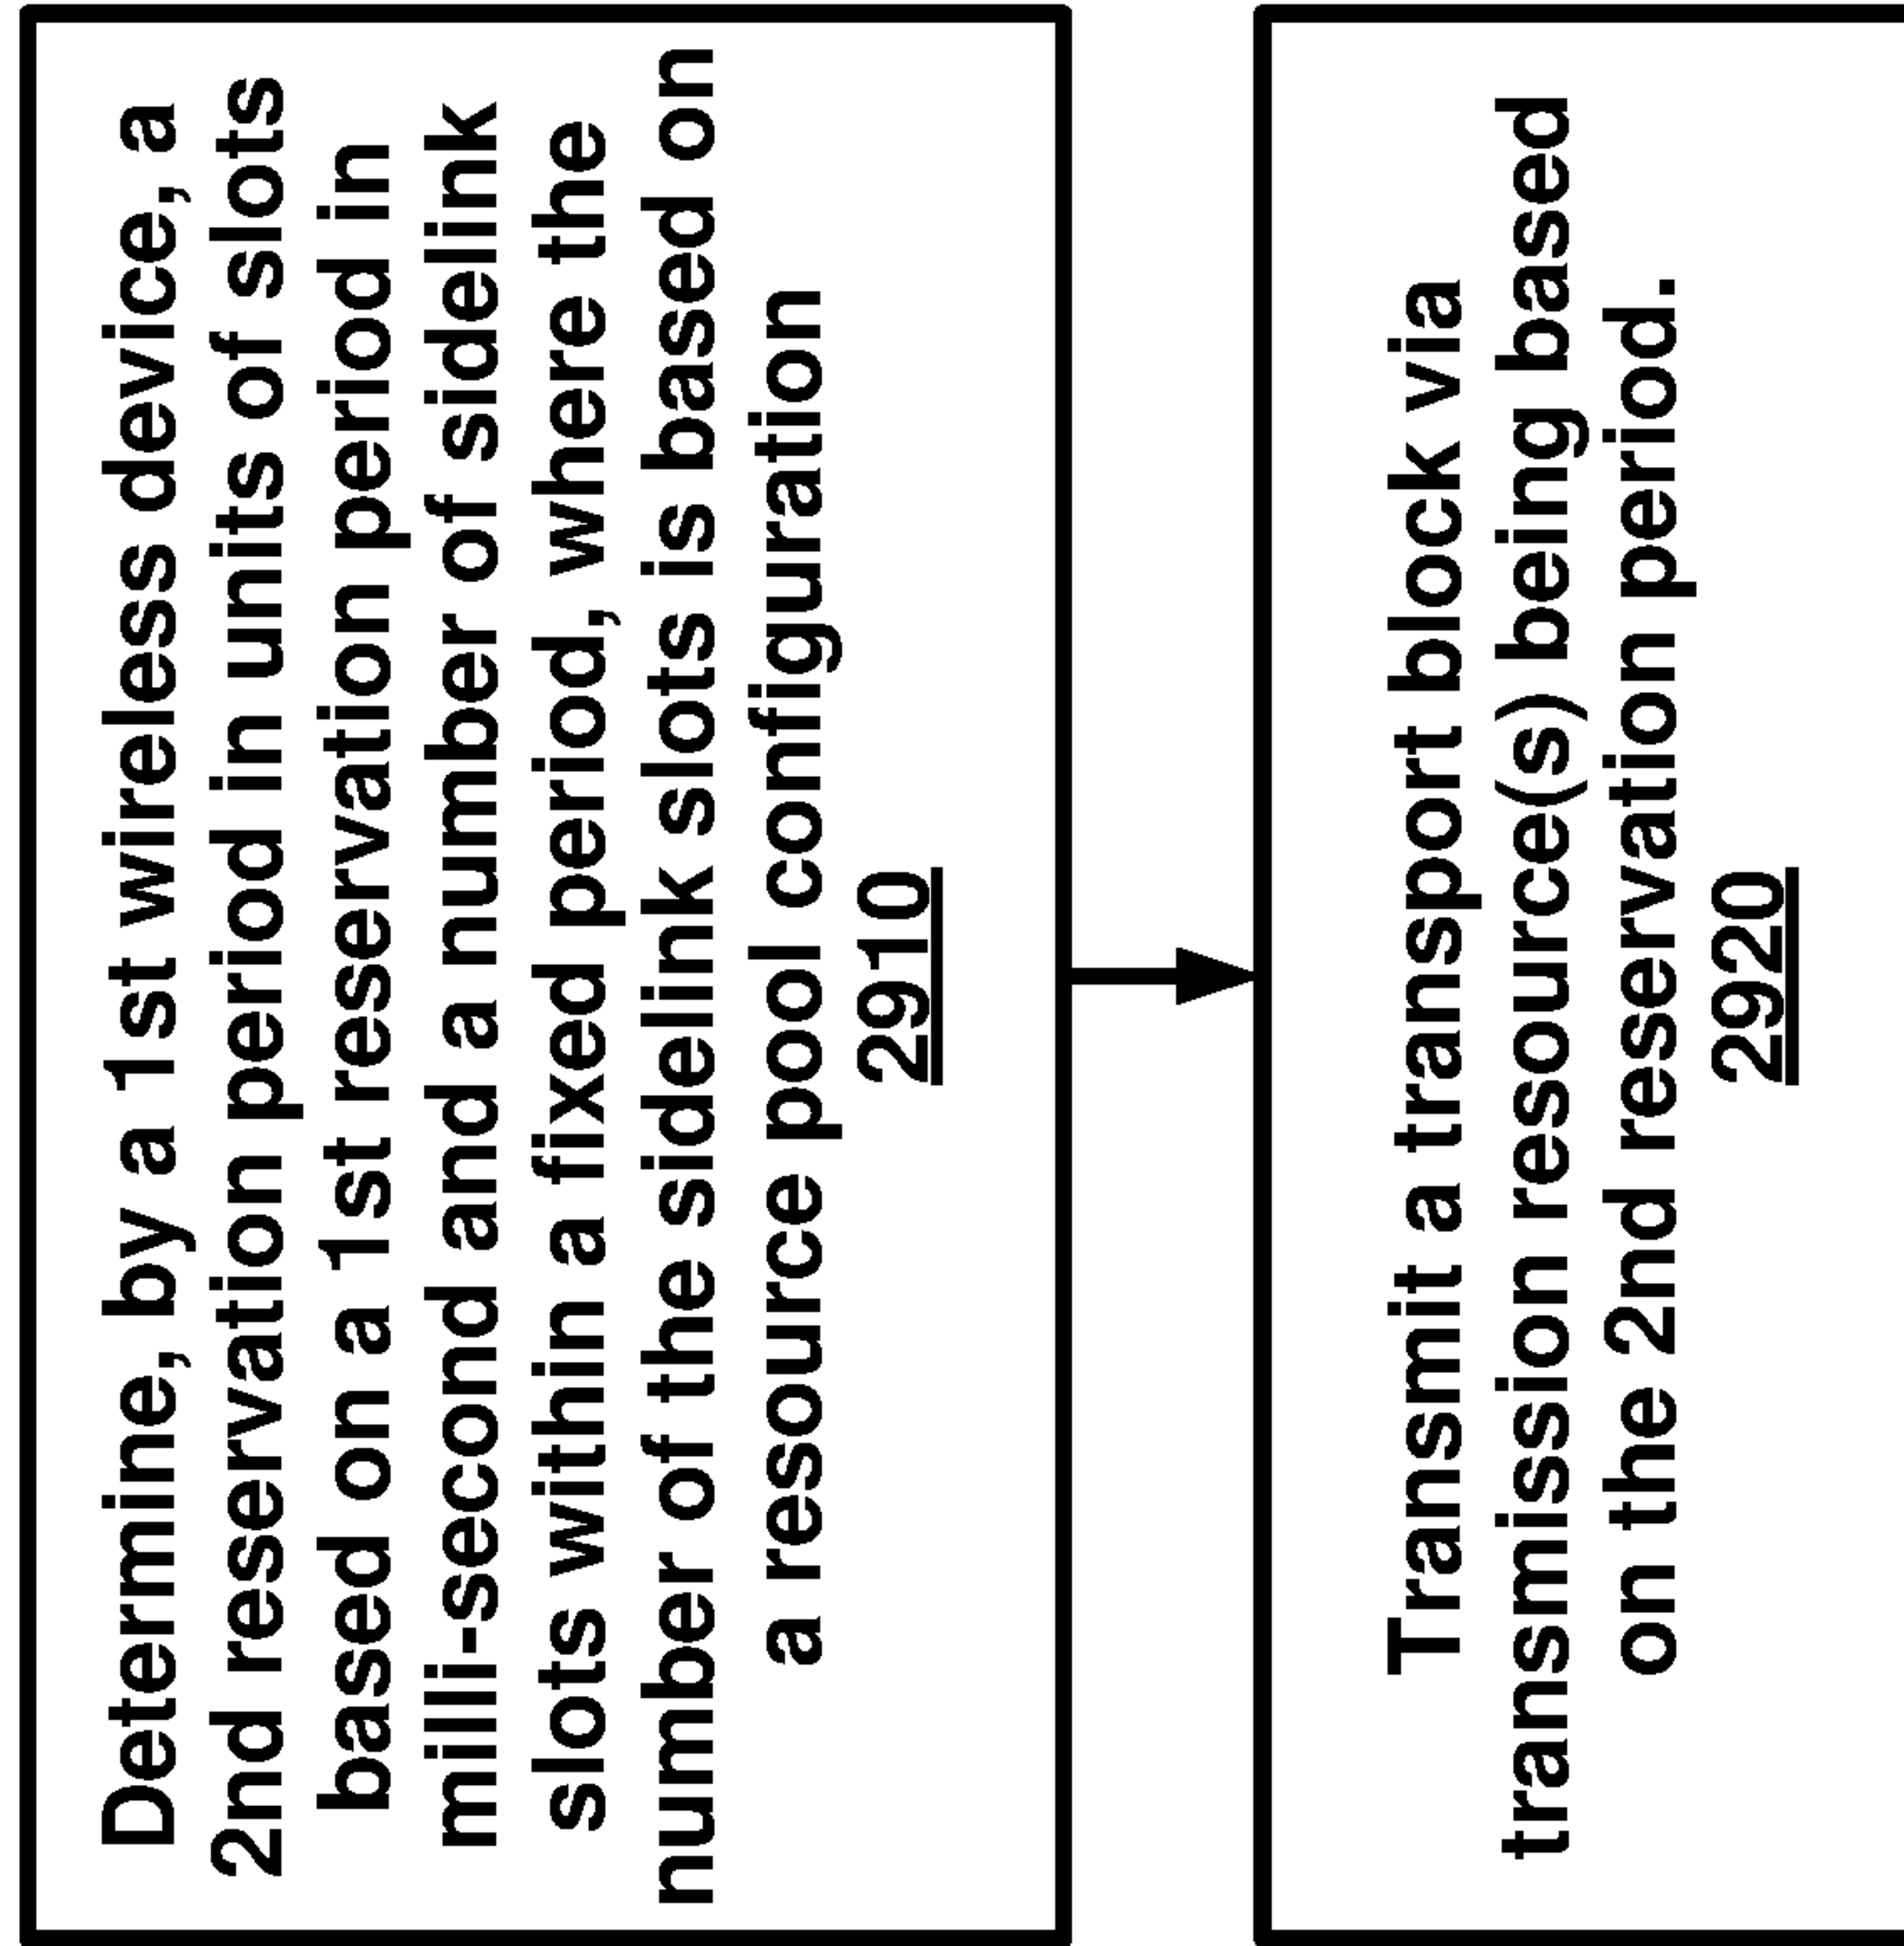 Determine, by a 1st wireless device, a
2nd reservation period in units of slots
based on a 1st reservation period in
milli-second and a number of sidelink
slots within a fixed period, where the
number of the sidelink slots is based on
a resource pool configuration
2910
Transmit a transport block via
transmission resource(s) being based
on the 2nd reservation period.
2920